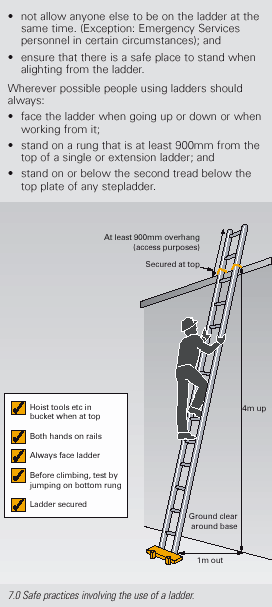 • not allow anyone else to be on the ladder at the
same time. (Exception: Emergency Services
personnel in certain circumstances); and
• ensure that there is a safe place to stand when
alighting from the ladder.
Wherever possible people using ladders should
always:
• face the ladder when going up or down or when
working from it;
• stand on a rung that is at least 900mm from the
top of a single or extension ladder; and
• stand on or below the second tread below the
top plate of any stepladder.
At least 900mm overhang
(access purposes)
Secured at top
4m up
Hoist tools etc in
bucket when at top
Both hands on rails
Always face ladder
Before climbing, test by
jumping on bottom rung
Ladder secured
Ground clear
around base
1m out
7.0 Safe practices involving the use of a ladder.